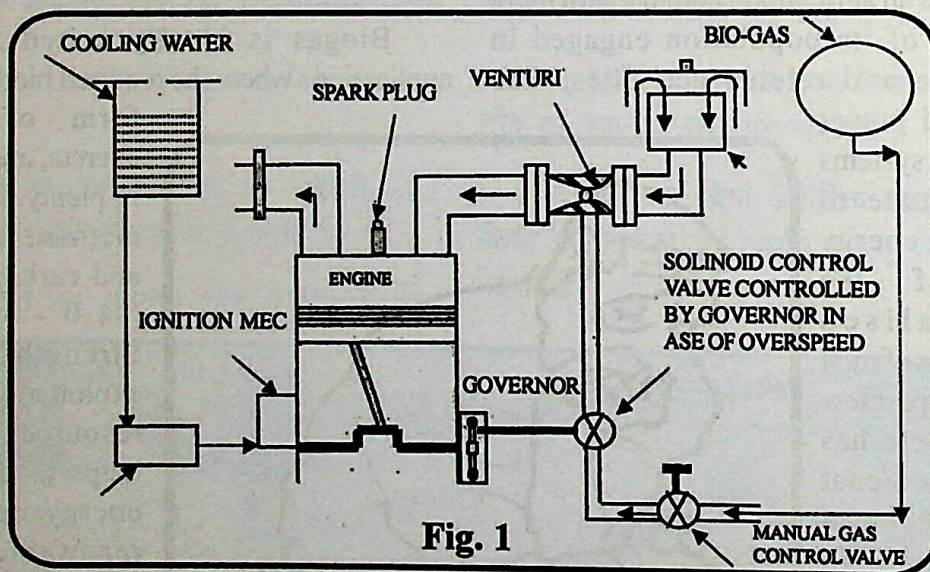 COOLING WATER
BIO-GAS
SPARK PLUG
VENTURI
ENGINE
IGNITION MEC
SOLINOID CONTROL
VALVE CONTROLLED
BY GOVERNOR IN
ASE OF OVERSPEED
GOVERNOR
MANUAL GAS
CONTROL VALVE
Fig. 1